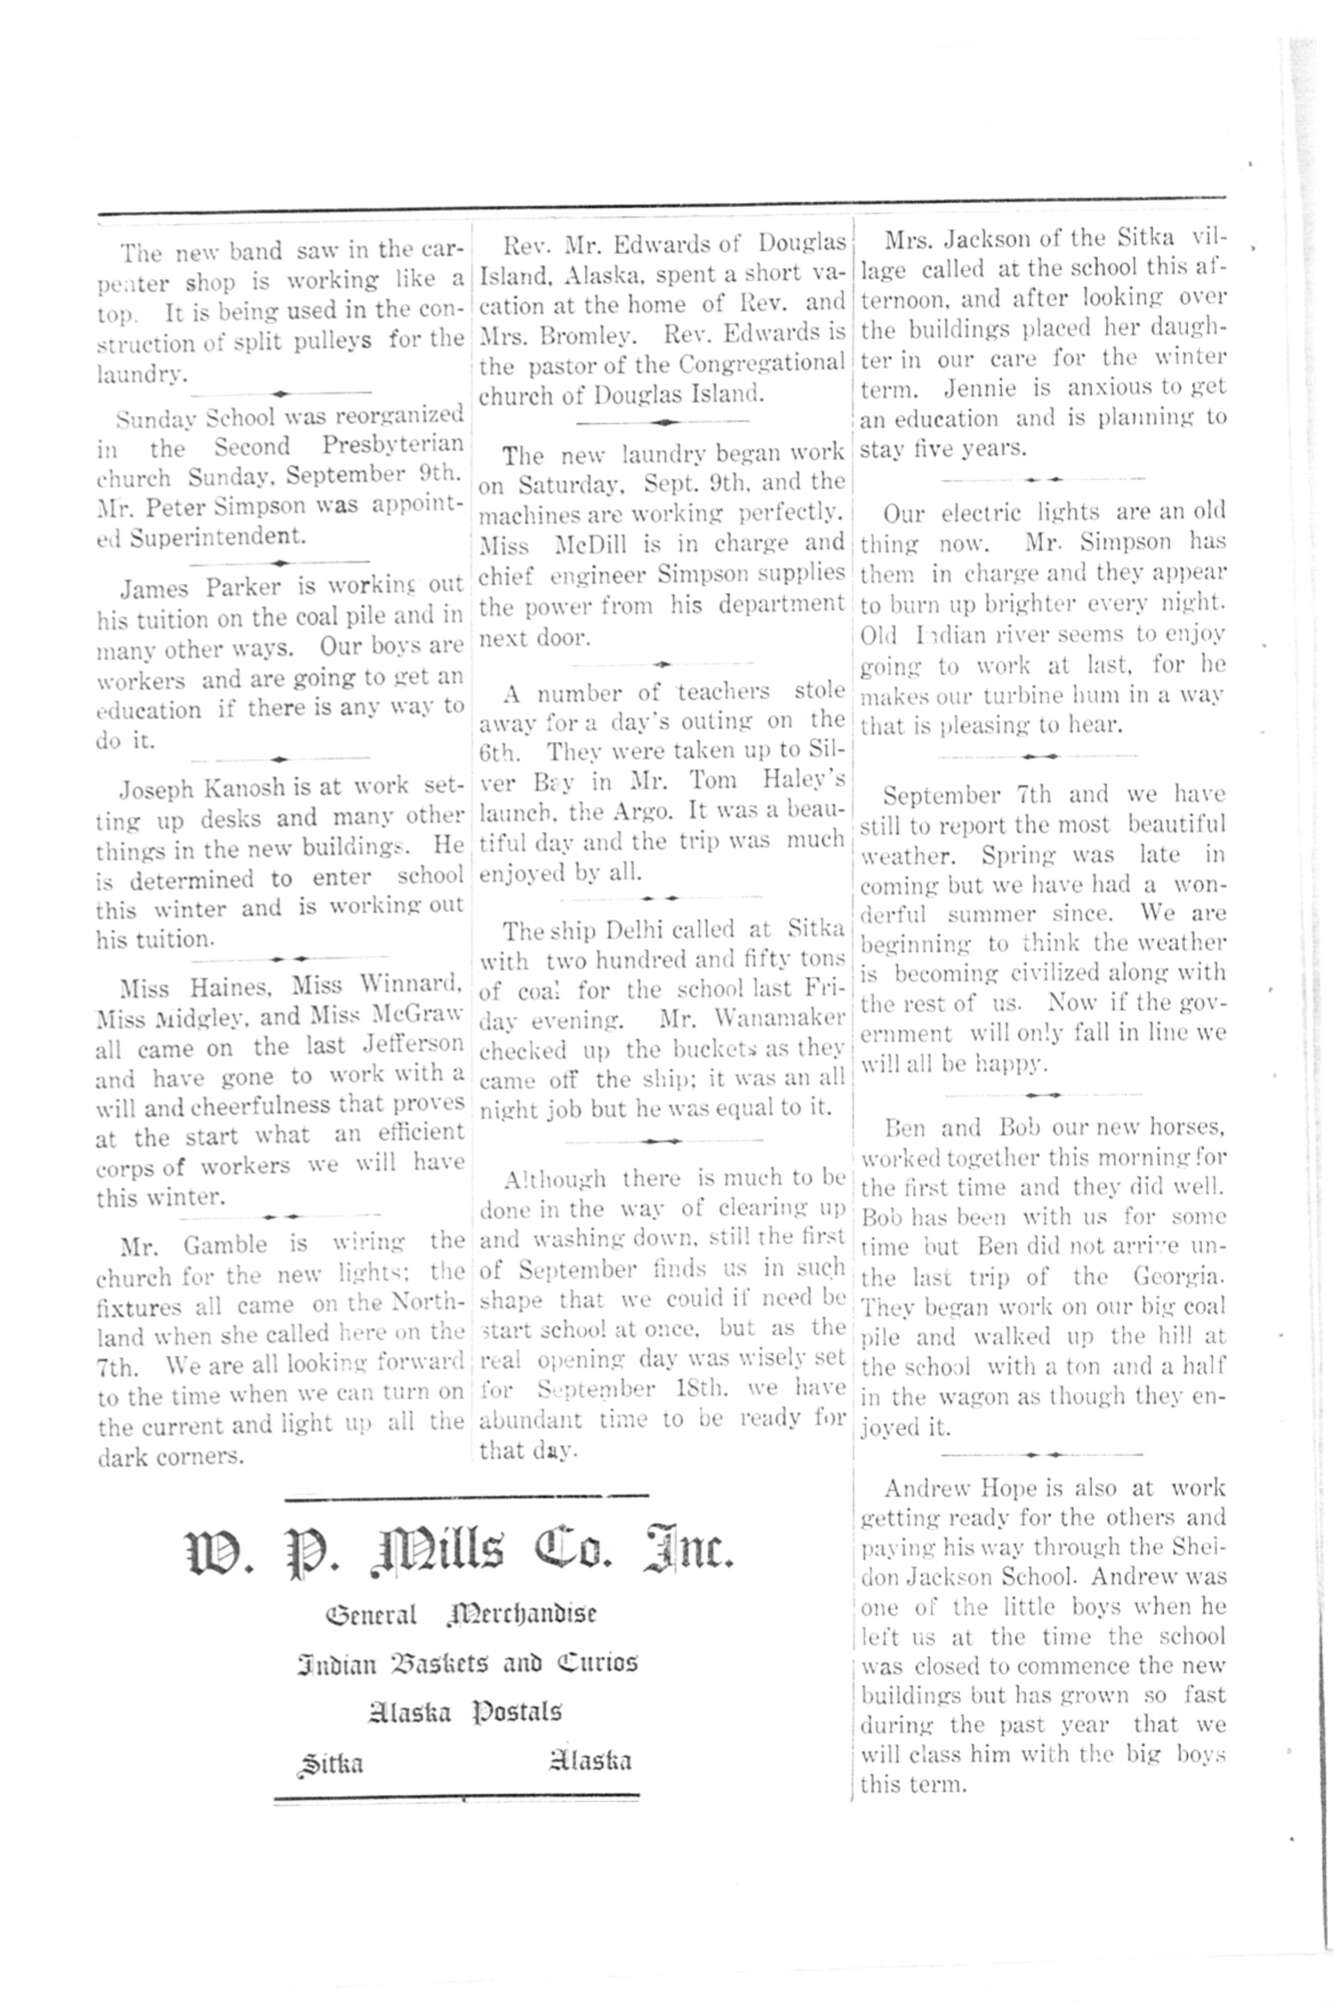 The new band saw in the car-
penter shop is working like a
top. It is being used in the con-
struction of split pulleys for the
laundry.
Sunday School was reorganized
in the Second Presbyterian
church Sunday, September 9th.
Mr. Peter Simpson was appoint-
ed Superintendent.
James Parker is working out
his tuition on the coal pile and in
many other ways. Our boys are
workers and are going to get an
education if there is any way to
do it.
Joseph Kanosh is at work set-
ting up desks and many other
things in the new buildings. He
is determined to enter school
this winter and is working out
his tuition.
Miss Haines, Miss Winnard,
Miss Midgley, and Miss McGraw
all came on the last Jefferson
and have gone to work with a
will and cheerfulness that proves
at the start what an efficient
corps of workers we will have
this winter.
Mr. Gamble is wiring the
church for the new lights; the
fixtures all came on the North-
land when she called here on the
7th. We are all looking forward
to the time when we can turn on
the current and light up all the
dark corners.
Rev. Mr. Edwards of Douglas
Island, Alaska, spent a short va-
cation at the home of Rev. and
Mrs. Bromley. Rev. Edwards is
the pastor of the Congregational
church of Douglas Island.
The new laundry began work
on Saturday, Sept. 9th, and the
machines are working perfectly.
Miss McDill is in charge and
chief engineer Simpson supplies
the power from his department
next door.
A number of teachers stole
away for a day's outing on the
6th. They were taken up to Sil-
ver Bay in Mr. Tom Haley's
launch, the Argo. It was a beau-
tiful day and the trip was much
enjoyed by all.
The ship Delhi called at Sitka
with two hundred and fifty tons
of coal for the school last Fri-
day evening. Mr. Wanamaker
checked up the buckets as they
came off the ship; it was an all
night job but he was equal to it.
Although there is much to be
done in the way of clearing up
and washing down, still the first
of September finds us in such
shape that we could if need be
start school at once, but as the
real opening day was wisely set
for September 18th, we have
abundant time to be ready for
that day.
Mrs. Jackson of the Sitka vil-
lage called at the school this af-
ternoon, and after looking over
the buildings placed her daugh-
ter in our care for the winter
term. Jennie is anxious to get
an education and is planning to
stay five years.
Our electric lights are an old
thing now. Mr. Simpson has
them in charge and they appear
to burn up brighter every night.
Old Indian river seems to enjoy
going to work at last, for he
makes our turbine hum in a way
that is pleasing to hear.
September 7th and we have
still to report the most beautiful
weather. Spring was late in
coming but we have had a won-
derful summer since. We are
beginning to think the weather
is becoming civilized along with
the rest of us. Now if the gov-
ernment will only fall in line we
will all be happy.
Ben and Bob our new horses,
worked together this morning for
the first time and they did well.
Bob has been with us for some
time but Ben did not arrive un-
the last trip of the Georgia.
They began work on our big coal
pile and walked up the hill at
the school with a ton and a half
in the wagon as though they en-
joyed it.
Andrew Hope is also at work
getting ready for the others and
paying his way through the Shel-
don Jackson School. Andrew was
one of the little boys when he
left us at the time the school
was closed to commence the new
buildings but has grown so fast
during the past year that we
will class him with the big boys
this term.
W. P. Mills Co. Inc.
General Merchandise
Indian Baskets and Curios
Alaska Postals
Sitka Alaska